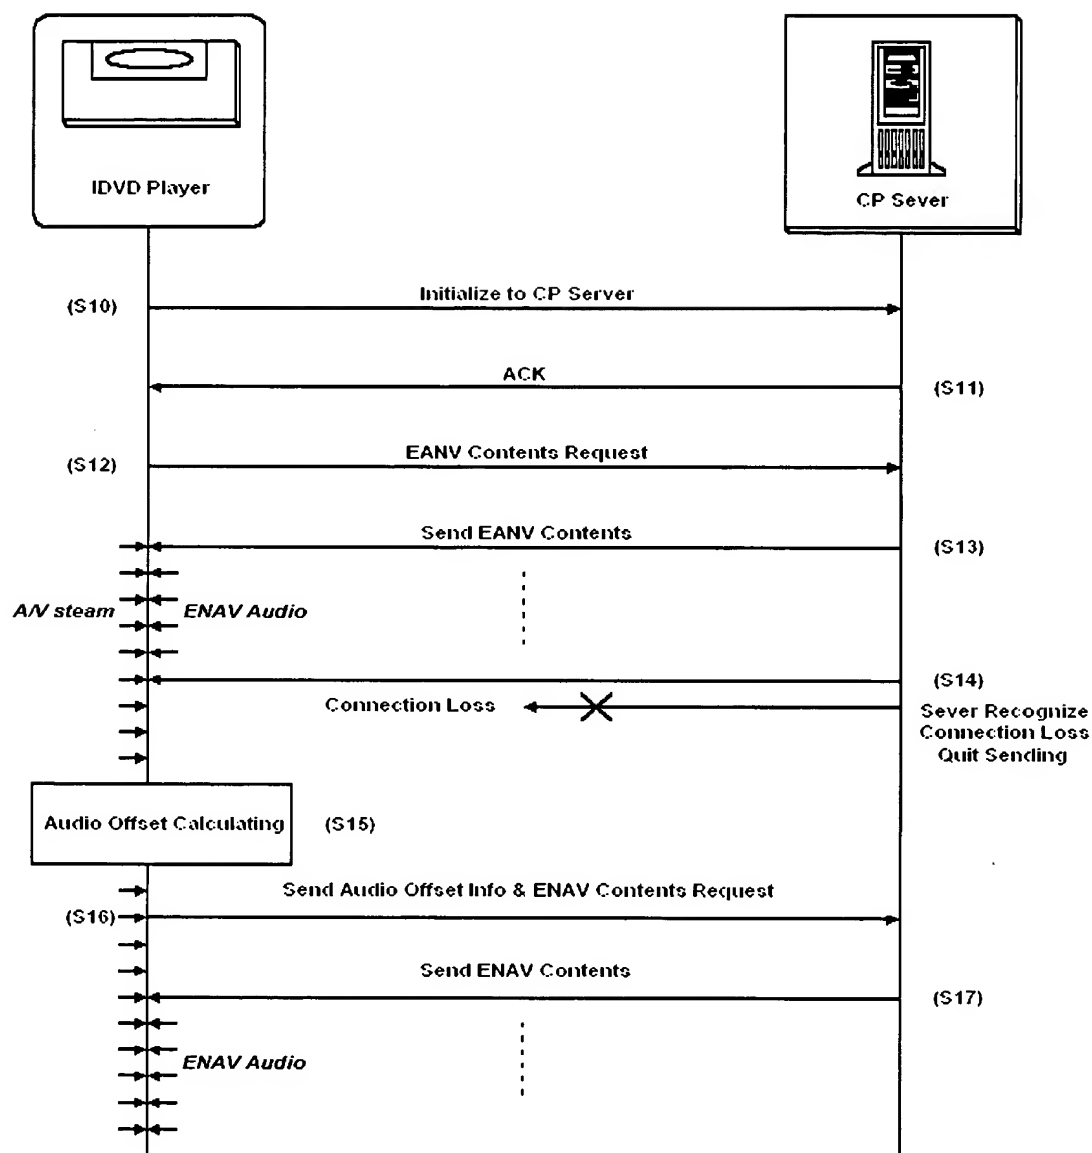 IDVD Player
CP Sever
(S10)
Initialize to CP Server
ACK
(S11)
(S12)
EANV Contents Request
Send EANV Contents
(S13)
A/V steam
ENAV Audio
(S14)
Connection Loss
Sever Recognize
Connection Loss
Quit Sending
Audio Offset Calculating
(S15)
Send Audio Offset Info & ENAV Contents Request
(S16)
Send ENAV Contents
(S17)
ENAV Audio